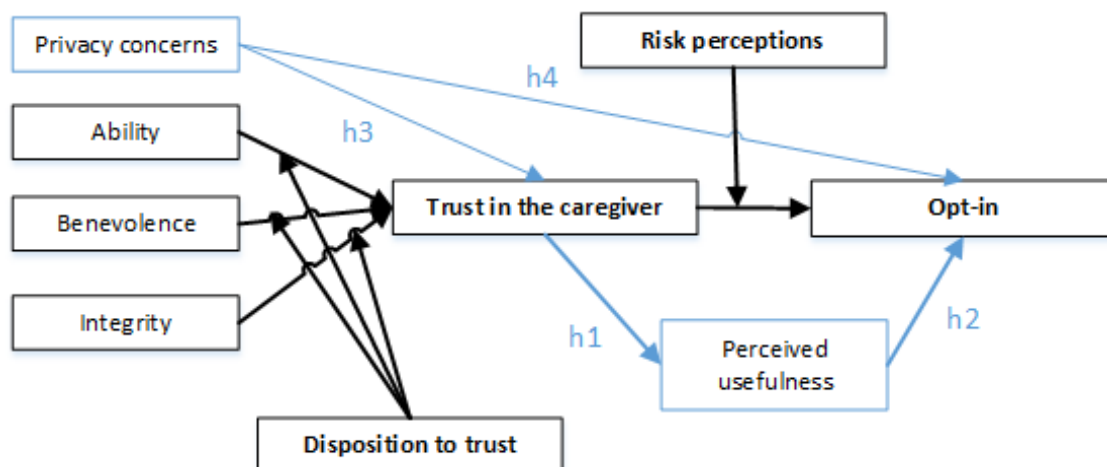 Privacy concerns
Risk perceptions
h4
Ability
h3
Trust in the caregiver
Opt-in
Benevolence
Integrity
h1
h2
Perceived
usefulness
Disposition to trust